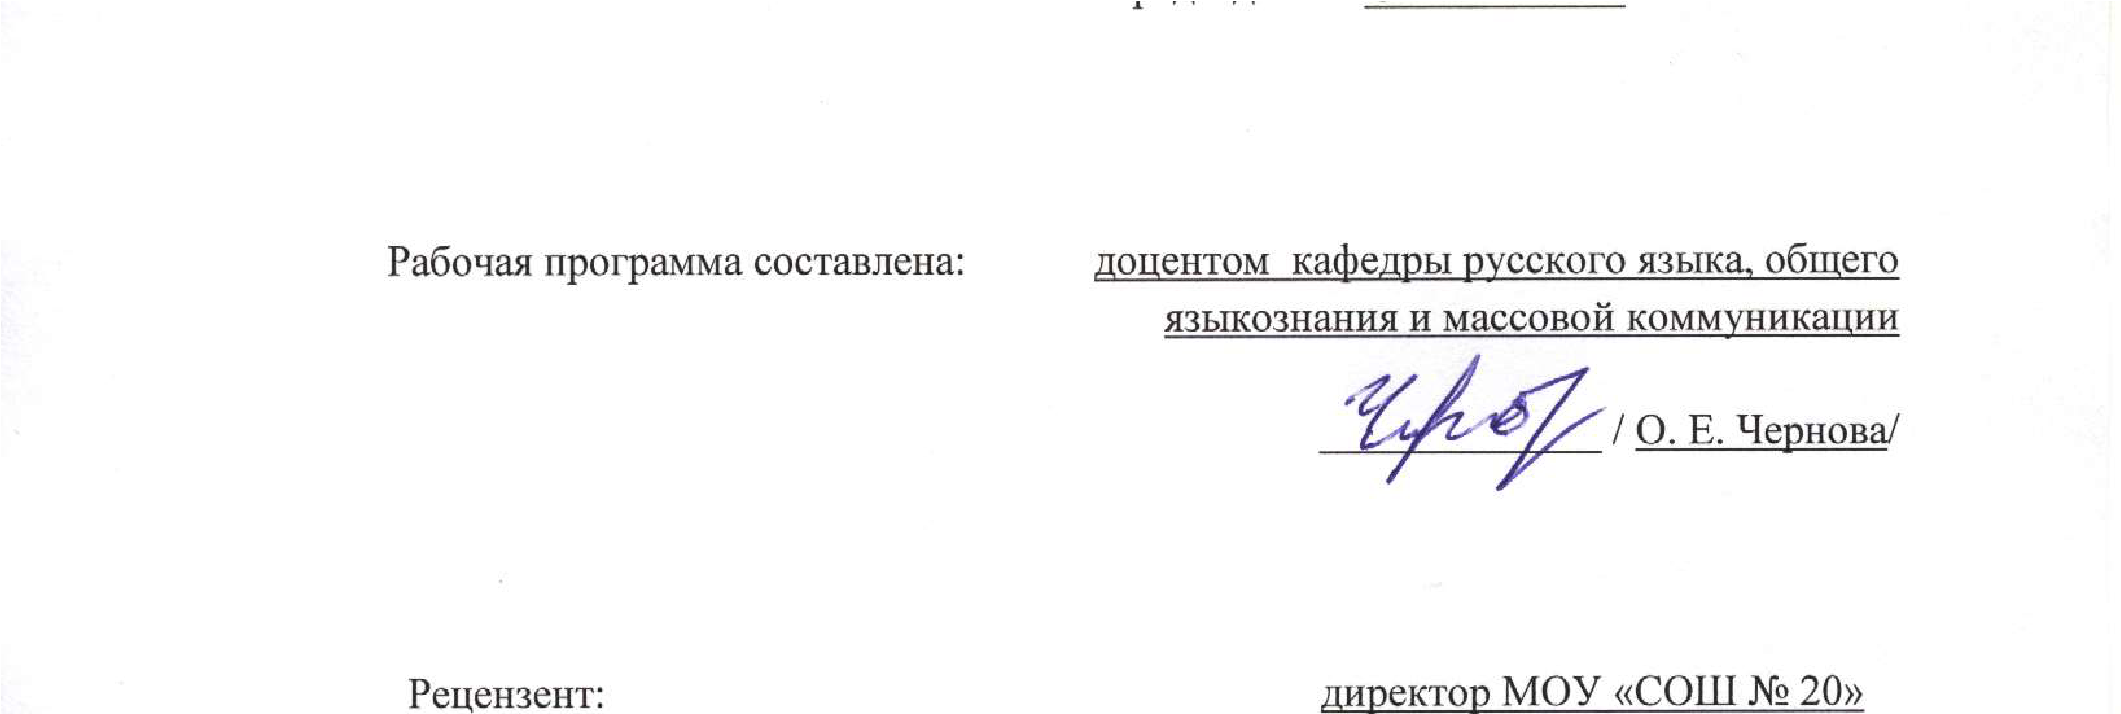 Рабочая программа составлена: доцентом кафедры русского языка, общего
языкознания и массовой коммуникации
/ О. Е. Чернова/
Рецензент: директор МОУ «СОШ № 20»